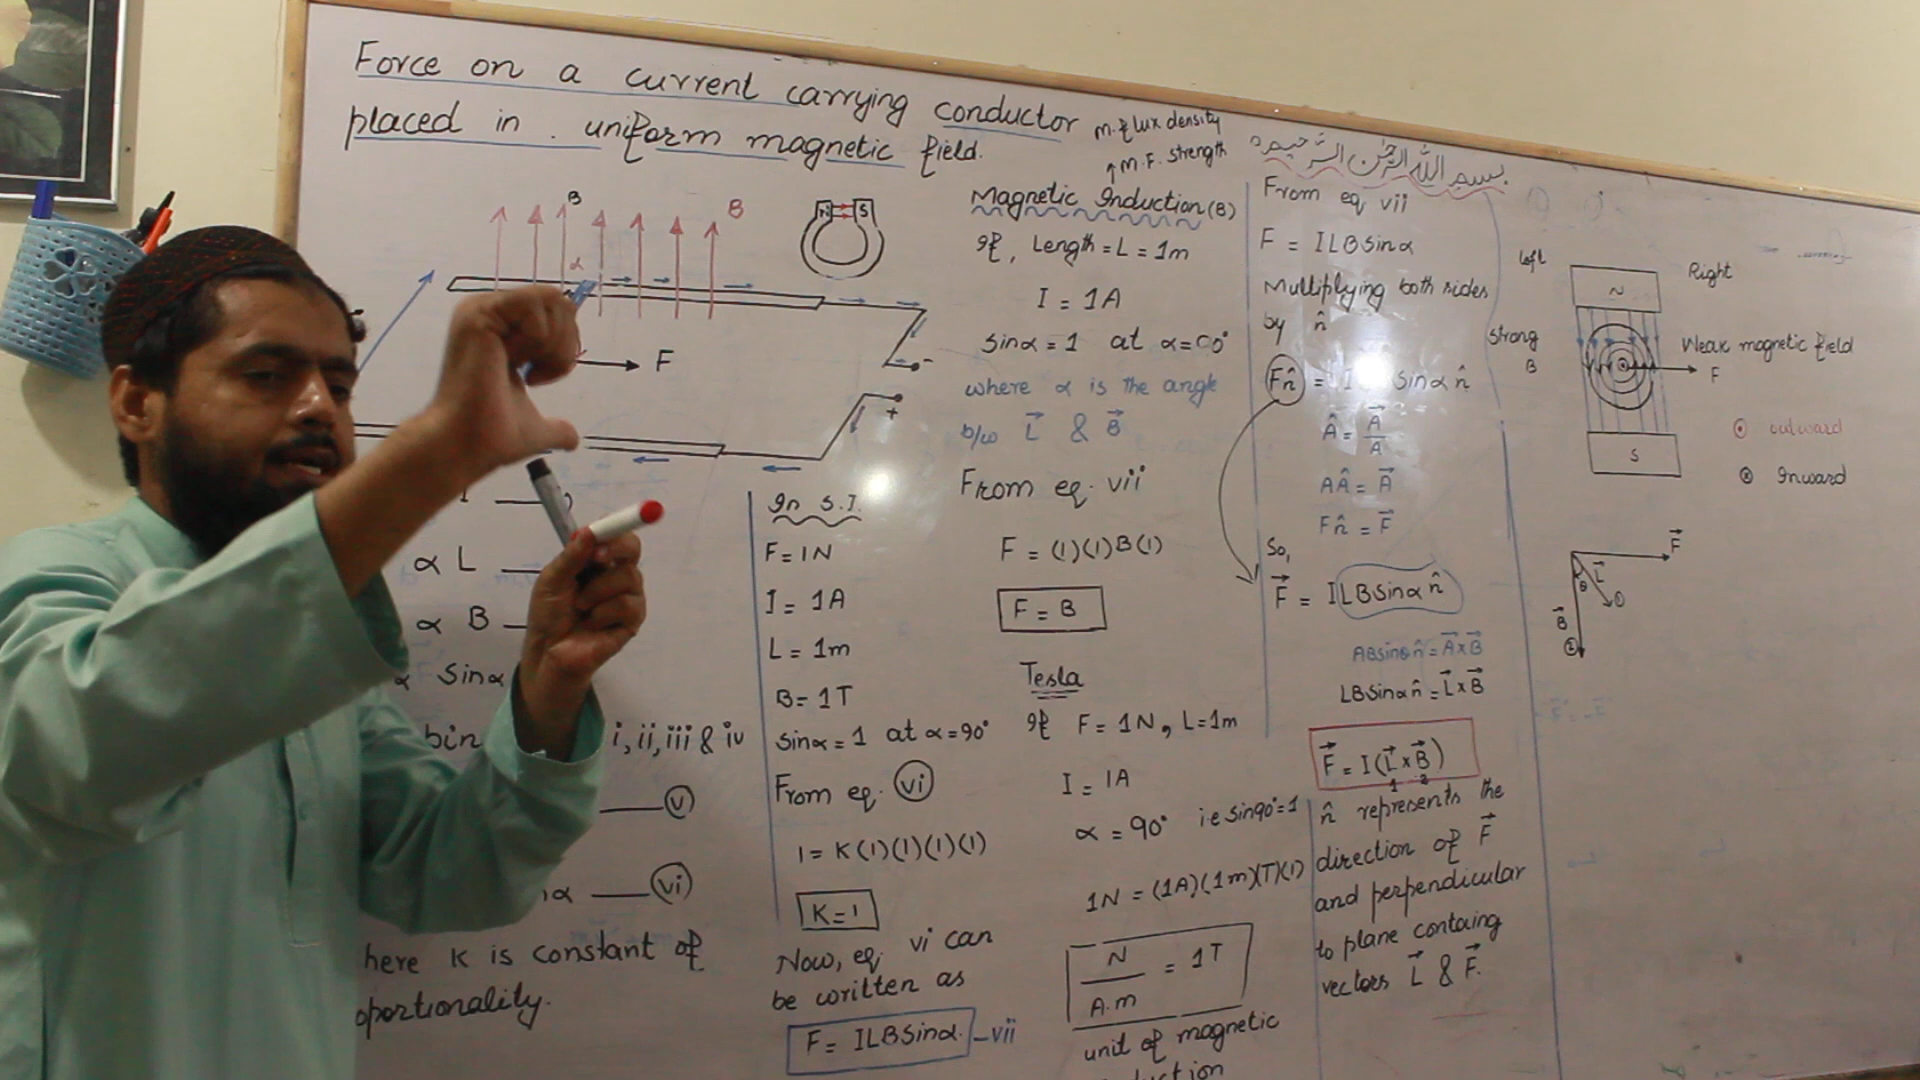 Force on a current carrying conductor
placed in . uniform magnetic field.
B
B
α
N S
F
-
+
I
α L
α B
α Sinα
i, ii, iii & iv
v
vi
K is constant of
In S.I.
F = 1N
I = 1A
L = 1m
B = 1T
sinα = 1 at α = 90°
From eq. vi
1 = K(1)(1)(1)(1)
K = 1
Now, eq vi can
be written as
F = ILBSinα. - vii
m. flux density
↑ M.F. strength
Magnetic Induction (B)
If, Length = L = 1m
I = 1A
Sinα = 1 at
where α is the angle
b/w L⃗ & B⃗
From eq. vii
F = (1)(1)B(1)
F = B
Tesla
If F = 1N, L = 1m
I = 1A
α = 90° i.e sin90° = 1
1N = (1A)(1m)(T)(1)
N / A.m = 1T
unit of magnetic
بسم الله الرحمن الرحيم
From eq vii
F = ILBSinα
Multiplying both sides
by n̂
Fn̂ = I Sinα n̂
Â = A⃗ / A
AÂ = A⃗
Fn̂ = F⃗
So,
F⃗ = ILBSinα n̂
ABsinθ n̂ = A⃗ x B⃗
LBSinα n̂ = L⃗ x B⃗
F⃗ = I(L⃗ x B⃗)
1 2
n̂ represents the
direction of F⃗
and perpendicular
to plane containg
vectors L⃗ & F⃗.
Left
Right
N
Strong
B
Weak magnetic field
F
S
outward
Inward
F⃗
L⃗
θ
①
B⃗
②